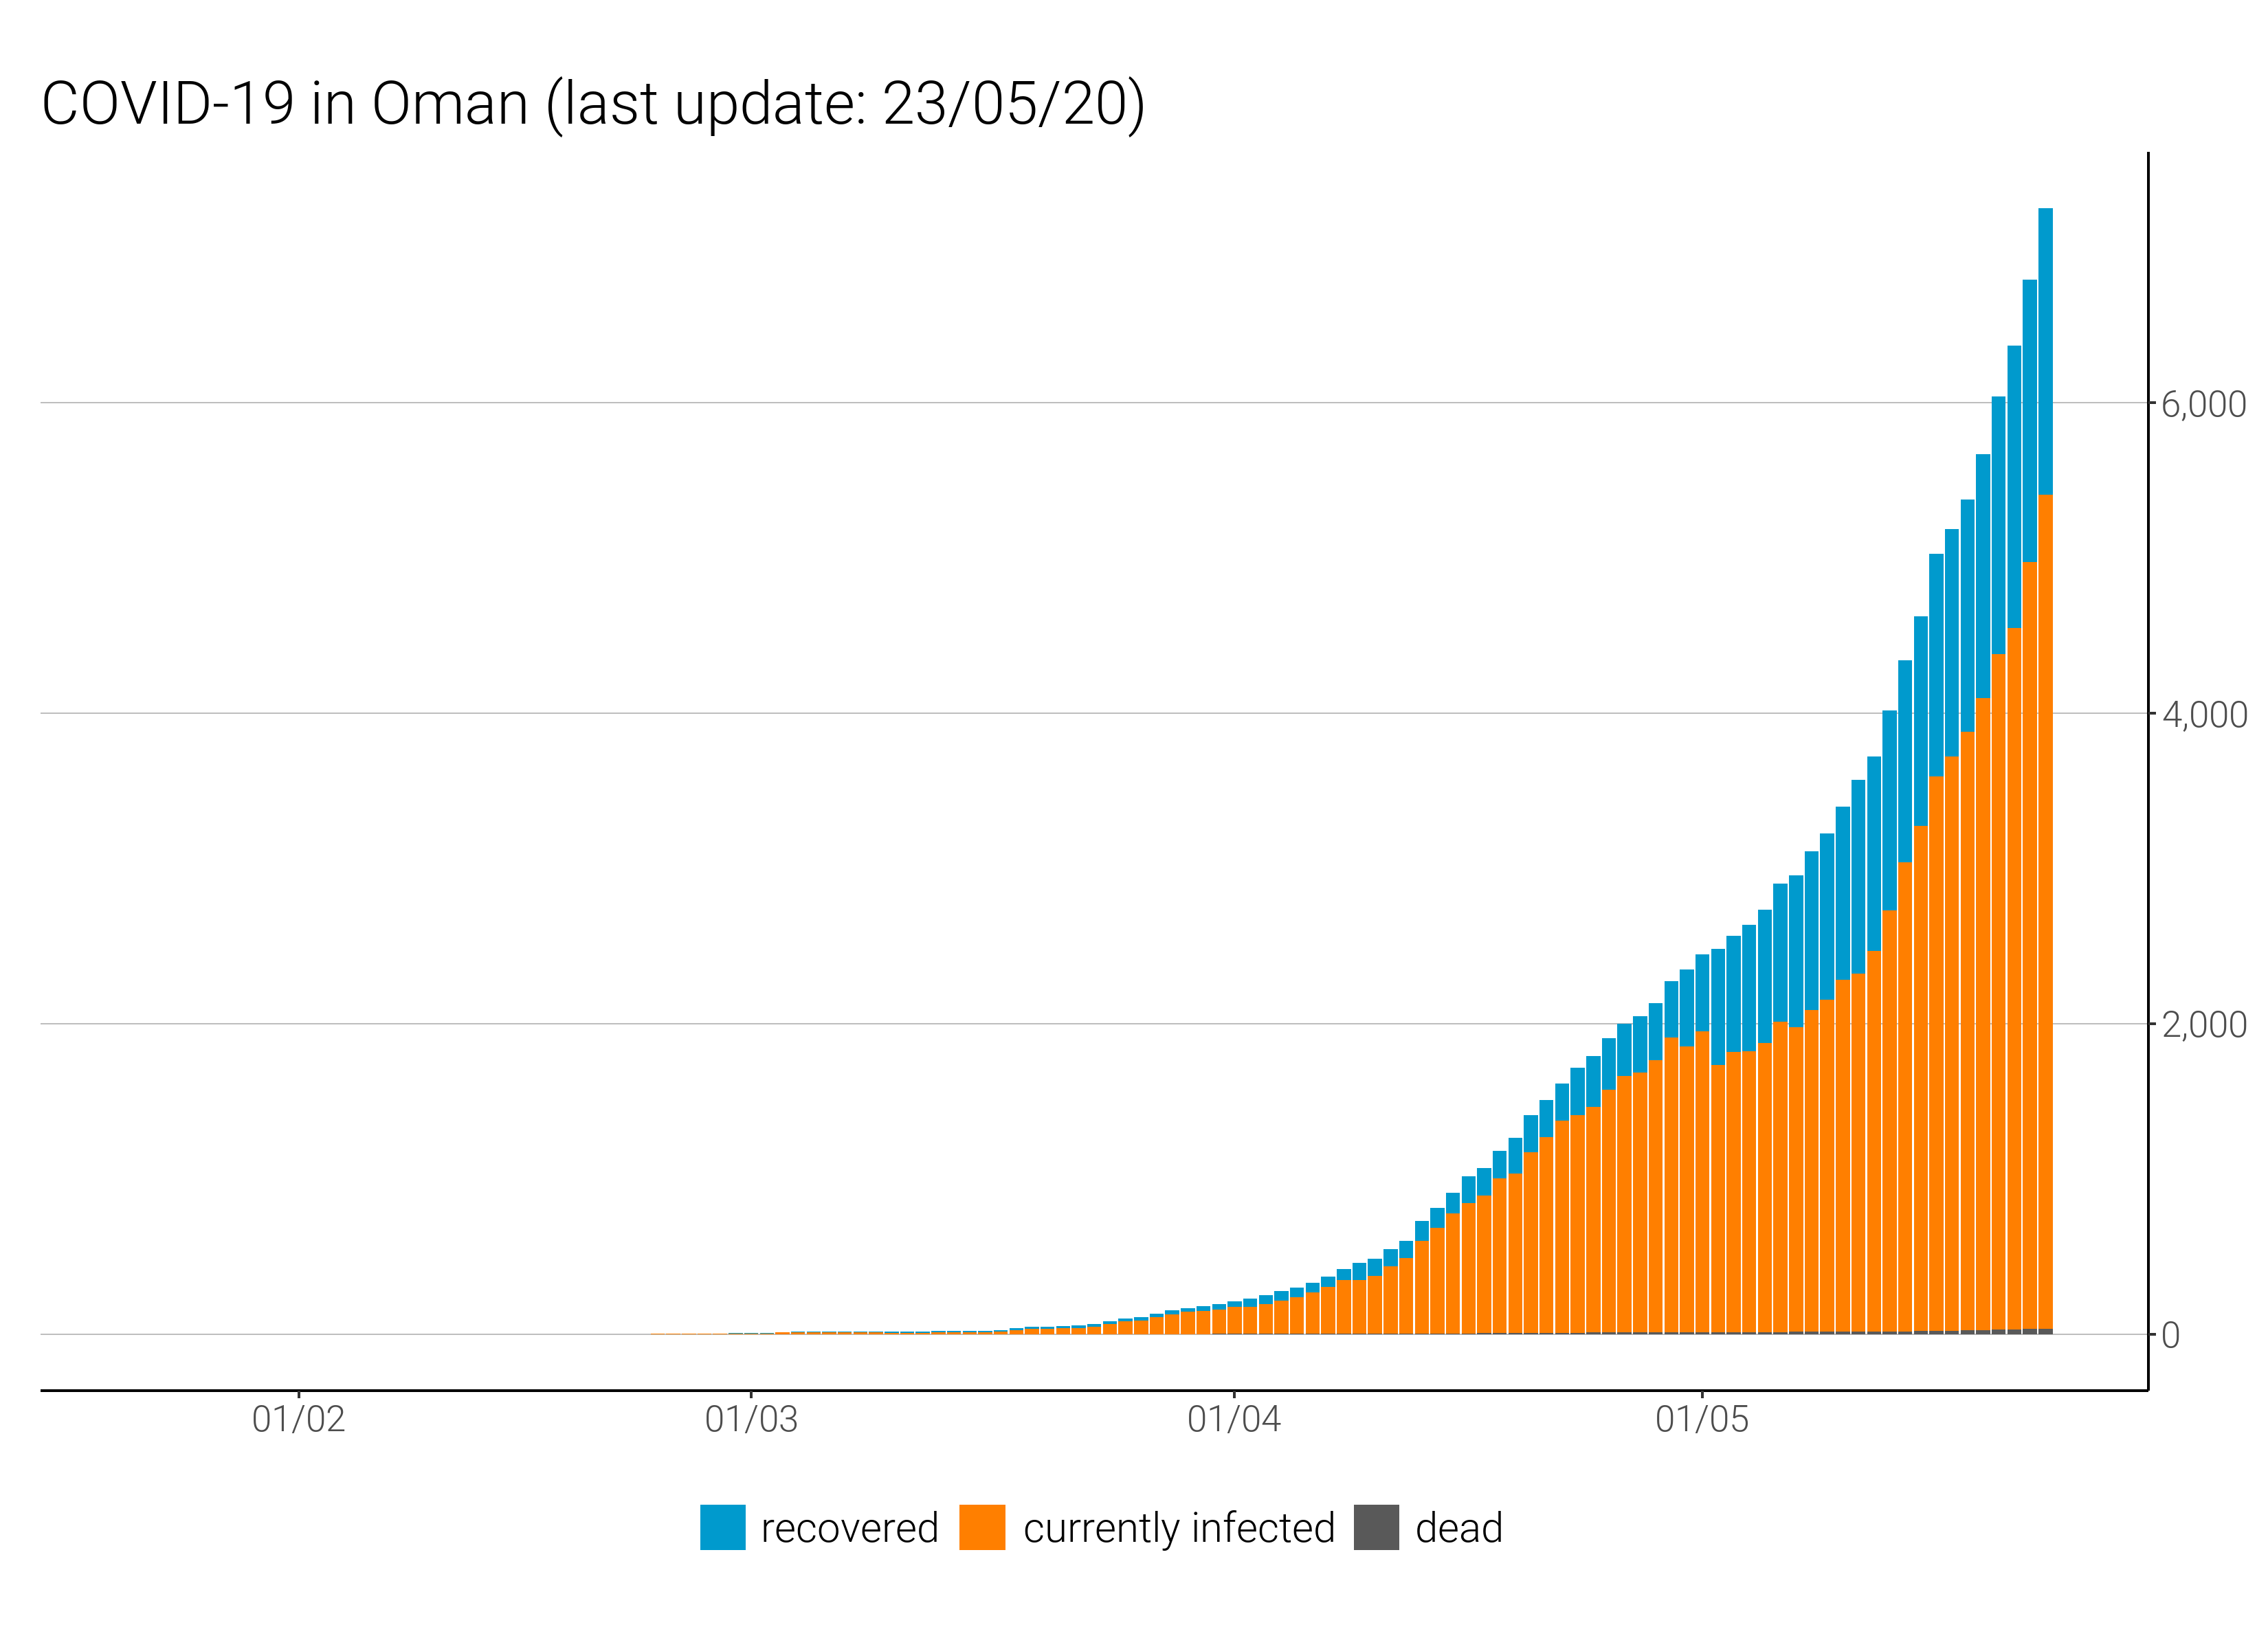 COVID-19 in Oman (last update: 23/05/20)
6,000
4,000
2,000
0
01/02 01/03 01/04 01/05
recovered currently infected dead